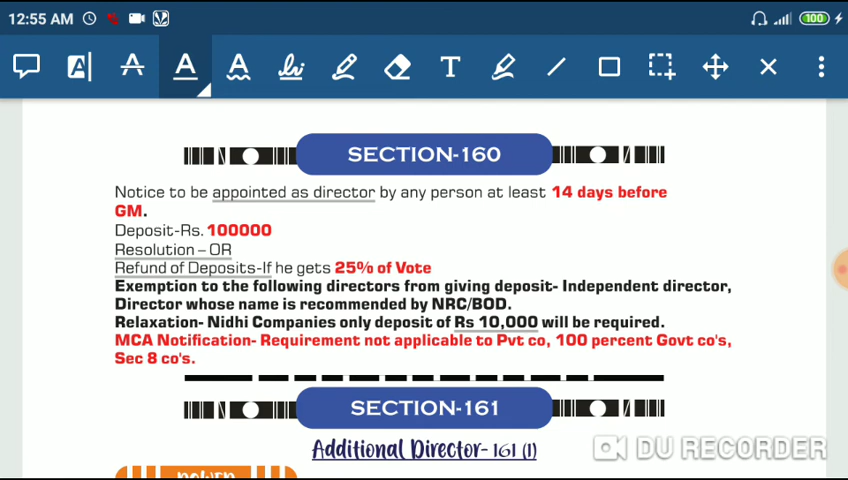 12:55 AM
100
A
A
A
A
T
SECTION-160
Notice to be appointed as director by any person at least 14 days before
GM.
Deposit-Rs. 100000
Resolution – OR
Refund of Deposits-If he gets 25% of Vote
Exemption to the following directors from giving deposit- Independent director,
Director whose name is recommended by NRC/BOD.
Relaxation- Nidhi Companies only deposit of Rs 10,000 will be required.
MCA Notification- Requirement not applicable to Pvt co, 100 percent Govt co's,
Sec 8 co's.
SECTION-161
Additional Director- 161 (1)
DU RECORDER